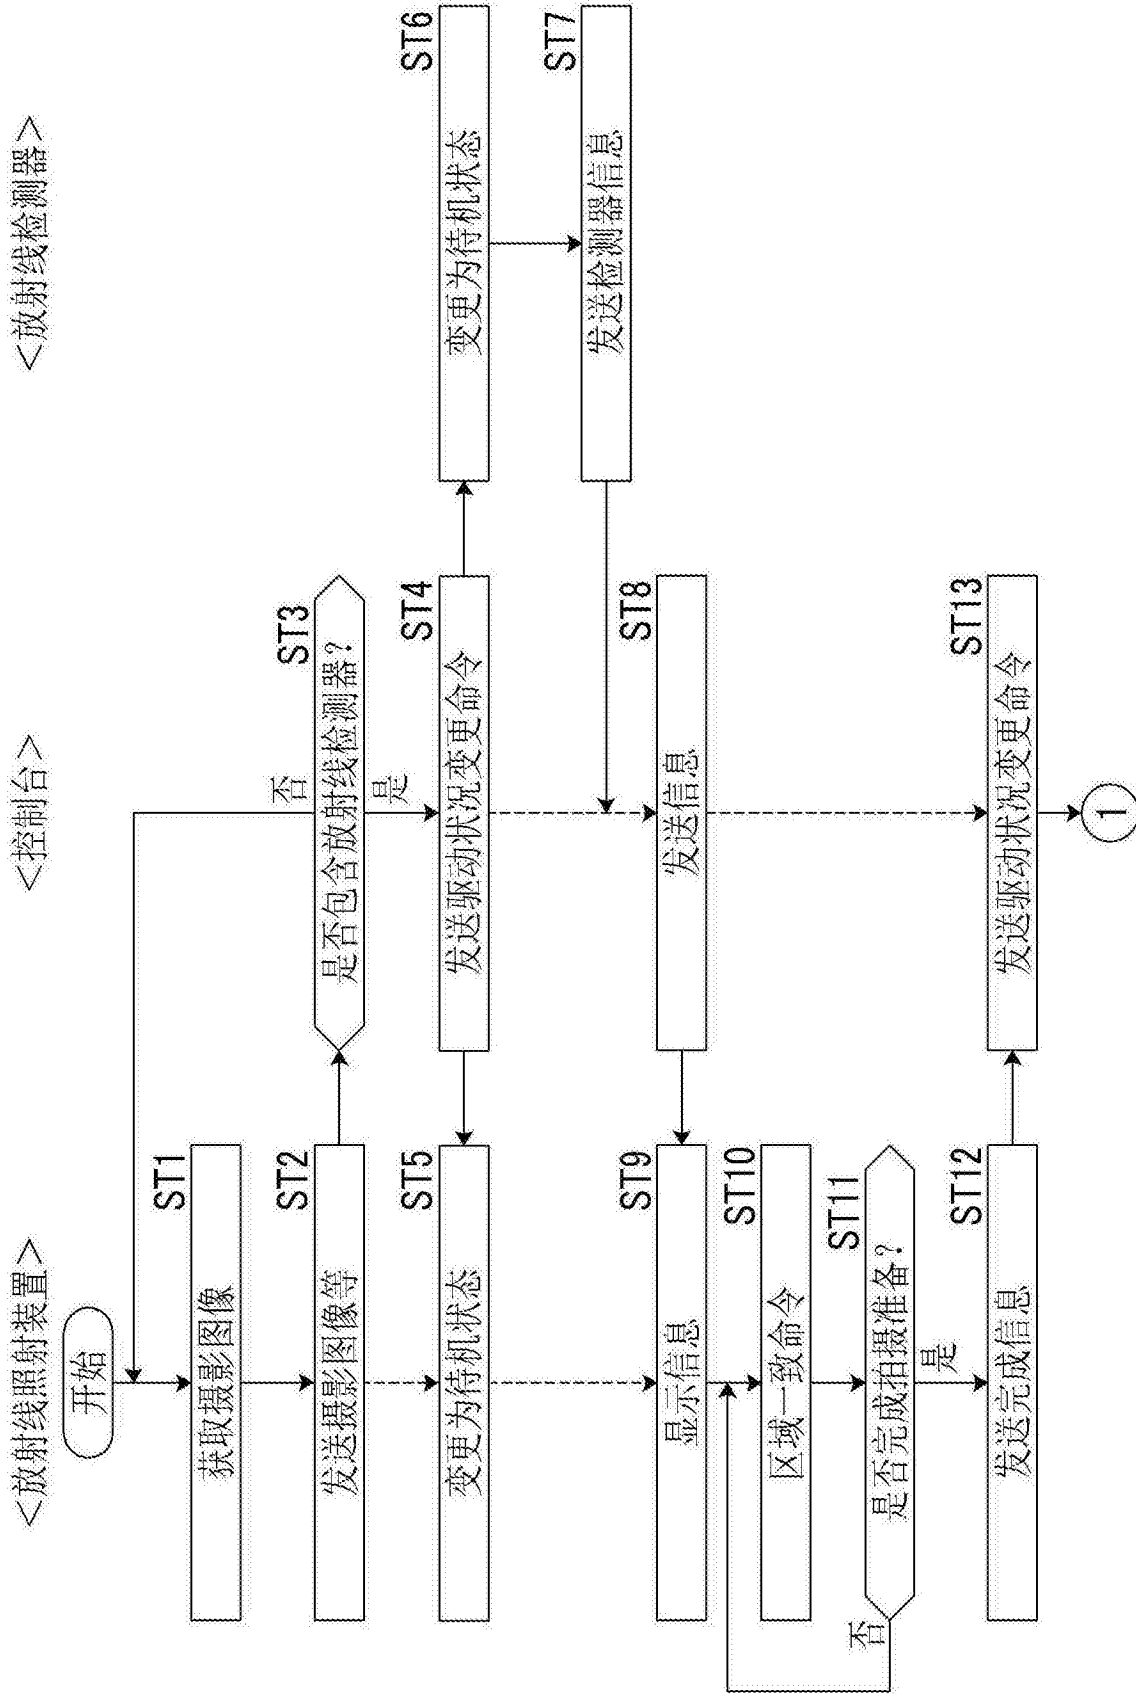 <放射线照射装置>
<控制台>
<放射线检测器>
开始
ST1
获取摄影图像
ST2
发送摄影图像等
ST3
是否包含放射线检测器?
否
是
ST4
发送驱动状况变更命令
ST5
变更为待机状态
ST6
变更为待机状态
ST7
发送检测器信息
ST8
发送信息
ST9
显示信息
ST10
区域一致命令
ST11
是否完成拍摄准备?
否
是
ST12
发送完成信息
ST13
发送驱动状况变更命令
1